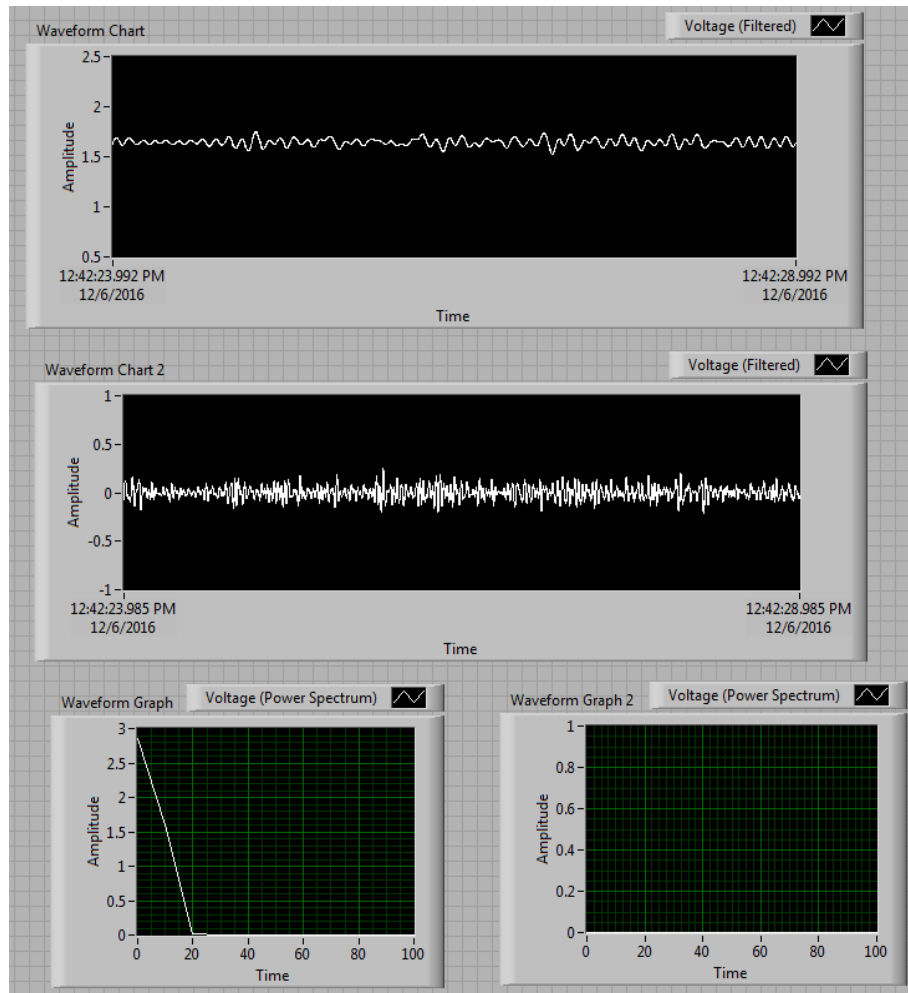 Waveform Chart
Voltage (Filtered)
2.5
2
1.5
1
0.5
Amplitude
12:42:23.992 PM
12/6/2016
12:42:28.992 PM
12/6/2016
Time
Waveform Chart 2
Voltage (Filtered)
1
0.5
0
-0.5
-1
Amplitude
12:42:23.985 PM
12/6/2016
12:42:28.985 PM
12/6/2016
Time
Waveform Graph
Voltage (Power Spectrum)
3
2.5
2
1.5
1
0.5
0
Amplitude
0 20 40 60 80 100
Time
Waveform Graph 2
Voltage (Power Spectrum)
1
0.8
0.6
0.4
0.2
0
Amplitude
0 20 40 60 80 100
Time